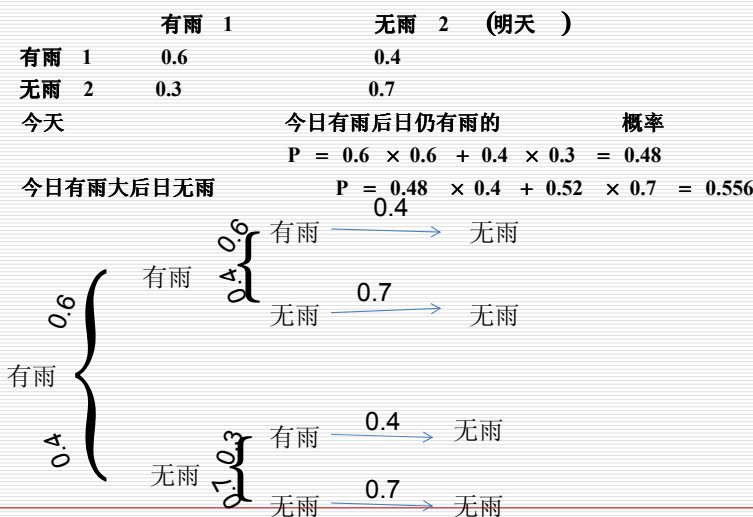 有雨 1 无雨 2 (明天 )
有雨 1 0.6 0.4
无雨 2 0.3 0.7
今天 今日有雨后日仍有雨的 概率
P = 0.6 × 0.6 + 0.4 × 0.3 = 0.48
今日有雨大后日无雨 P = 0.48 × 0.4 + 0.52 × 0.7 = 0.556
0.6 有雨 0.4 无雨
有雨
0.4 无雨 0.7 无雨
0.6
有雨
0.4
0.3 有雨 0.4 无雨
无雨
0.7 无雨 0.7 无雨